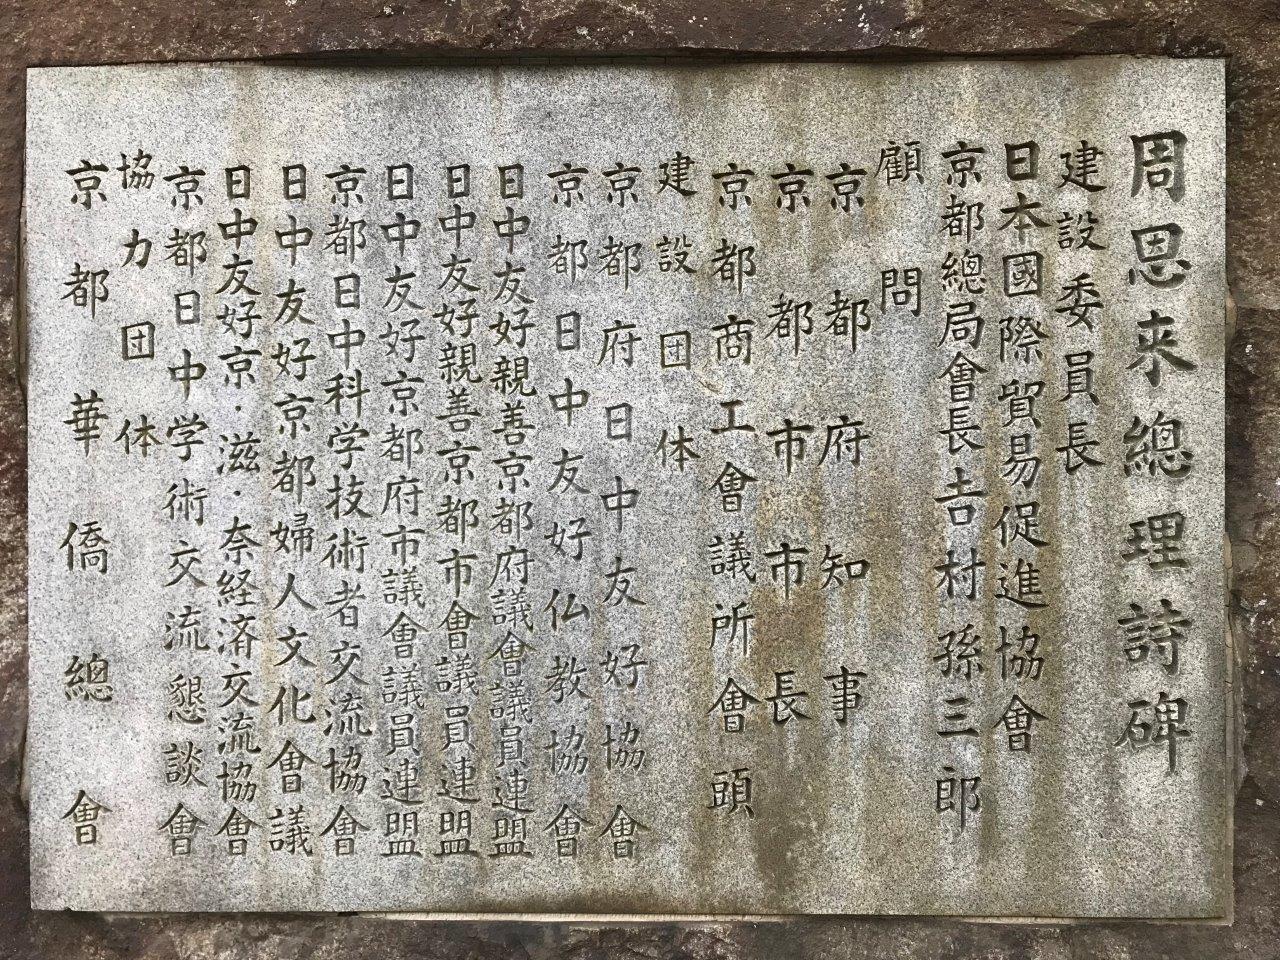 周恩来總理詩碑
建設委員長
日本國際貿易促進協會
京都總局會長𠮷村孫三郎
顧問
京都府知事
京都市市長
京都商工會議所會頭
建設団体
京都府日中友好協會
京都日中友好仏教協會
日中友好親善京都府議會議員連盟
日中友好親善京都市會議員連盟
日中友好京都府市議會議員連盟
京都日中科学技術者交流協會
日中友好京都婦人文化會議
日中友好京・滋・奈経済交流協會
京都日中学術交流懇談會
協力団体
京都華僑總會